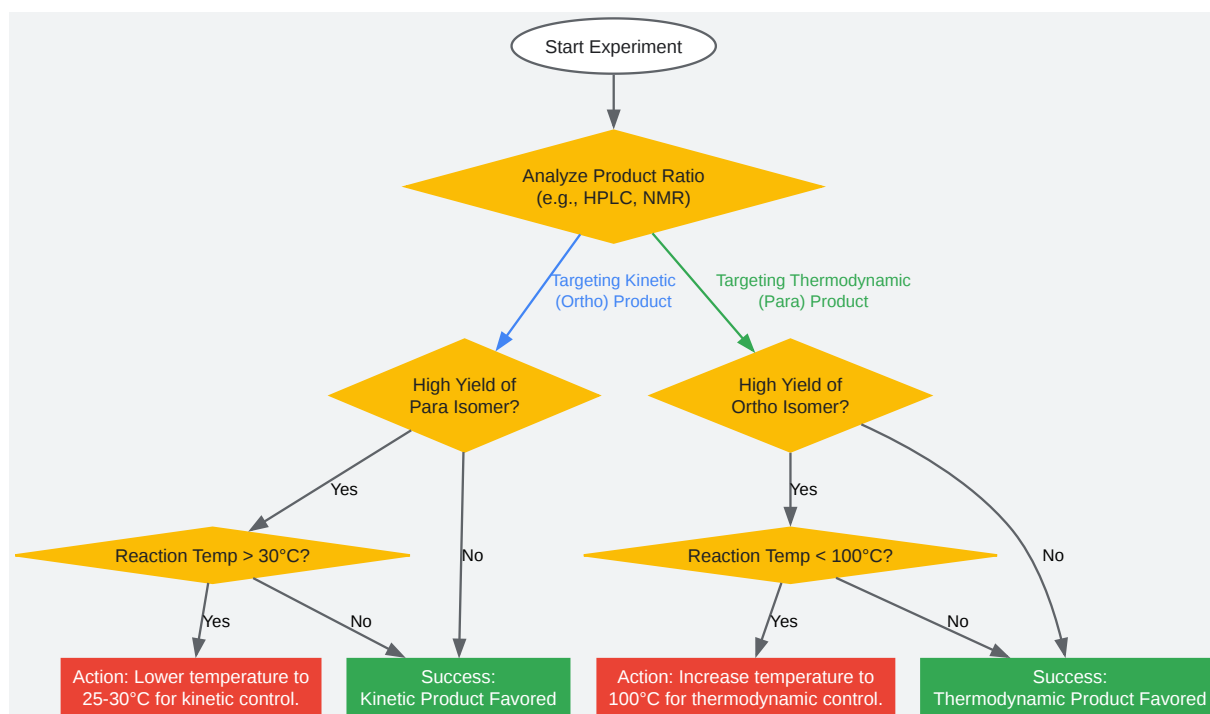 Start Experiment
Analyze Product Ratio
(e.g., HPLC, NMR)
Targeting Kinetic
(Ortho) Product
Targeting Thermodynamic
(Para) Product
High Yield of
Para Isomer?
High Yield of
Ortho Isomer?
Yes
Yes
Reaction Temp > 30°C?
No
Reaction Temp < 100°C?
No
Yes
No
Yes
No
Action: Lower temperature to
25-30°C for kinetic control.
Success:
Kinetic Product Favored
Action: Increase temperature to
100°C for thermodynamic control.
Success:
Thermodynamic Product Favored